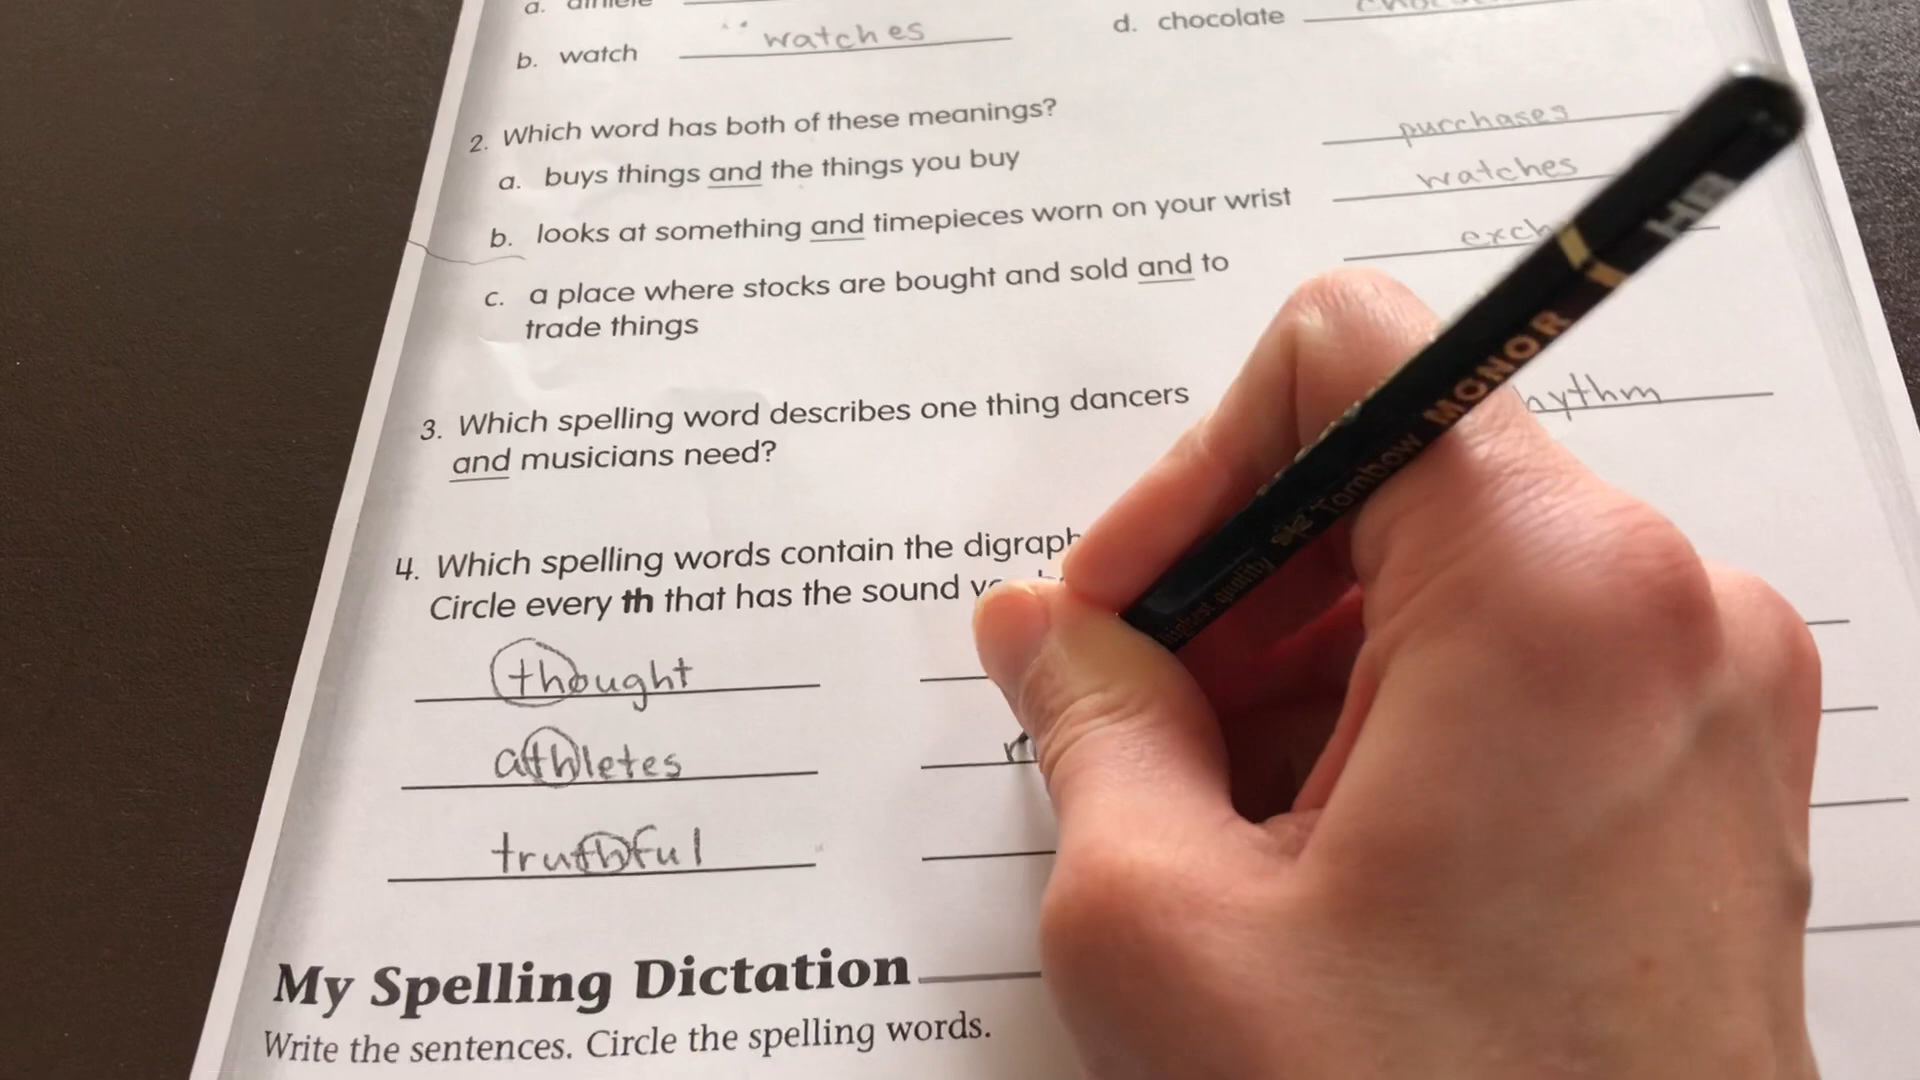 b. watch watches
d. chocolate
2. Which word has both of these meanings?
a. buys things and the things you buy purchases
b. looks at something and timepieces worn on your wrist watches
c. a place where stocks are bought and sold and to
trade things
3. Which spelling word describes one thing dancers
and musicians need?
4. Which spelling words contain the digraph
Circle every th that has the sound
thought
athletes
truthful
My Spelling Dictation
Write the sentences. Circle the spelling words.
highest quality Tombow MONO R HB